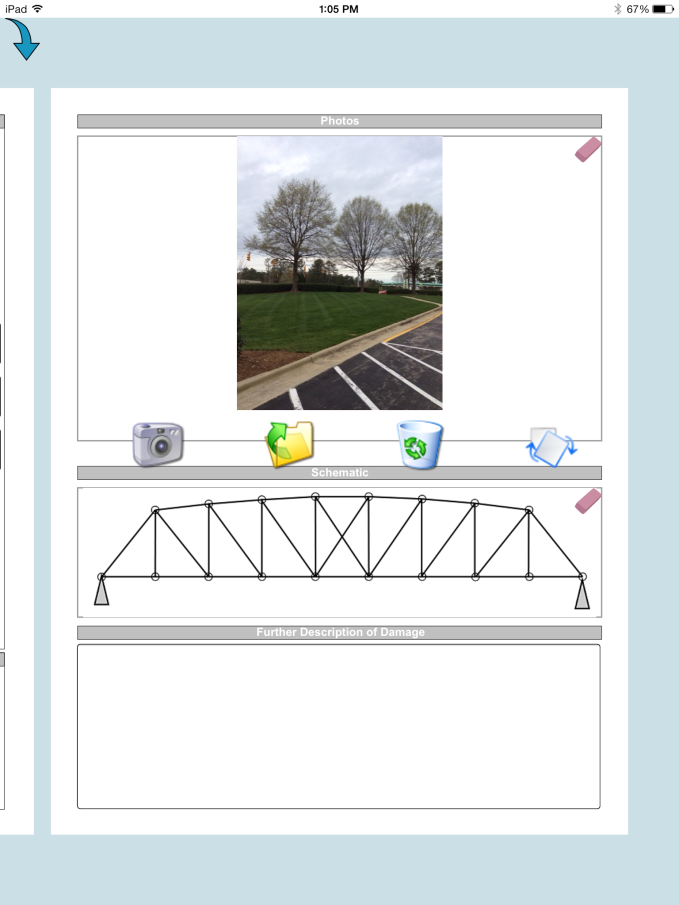 iPad 1:05 PM 67%
Photos
Schematic
Further Description of Damage